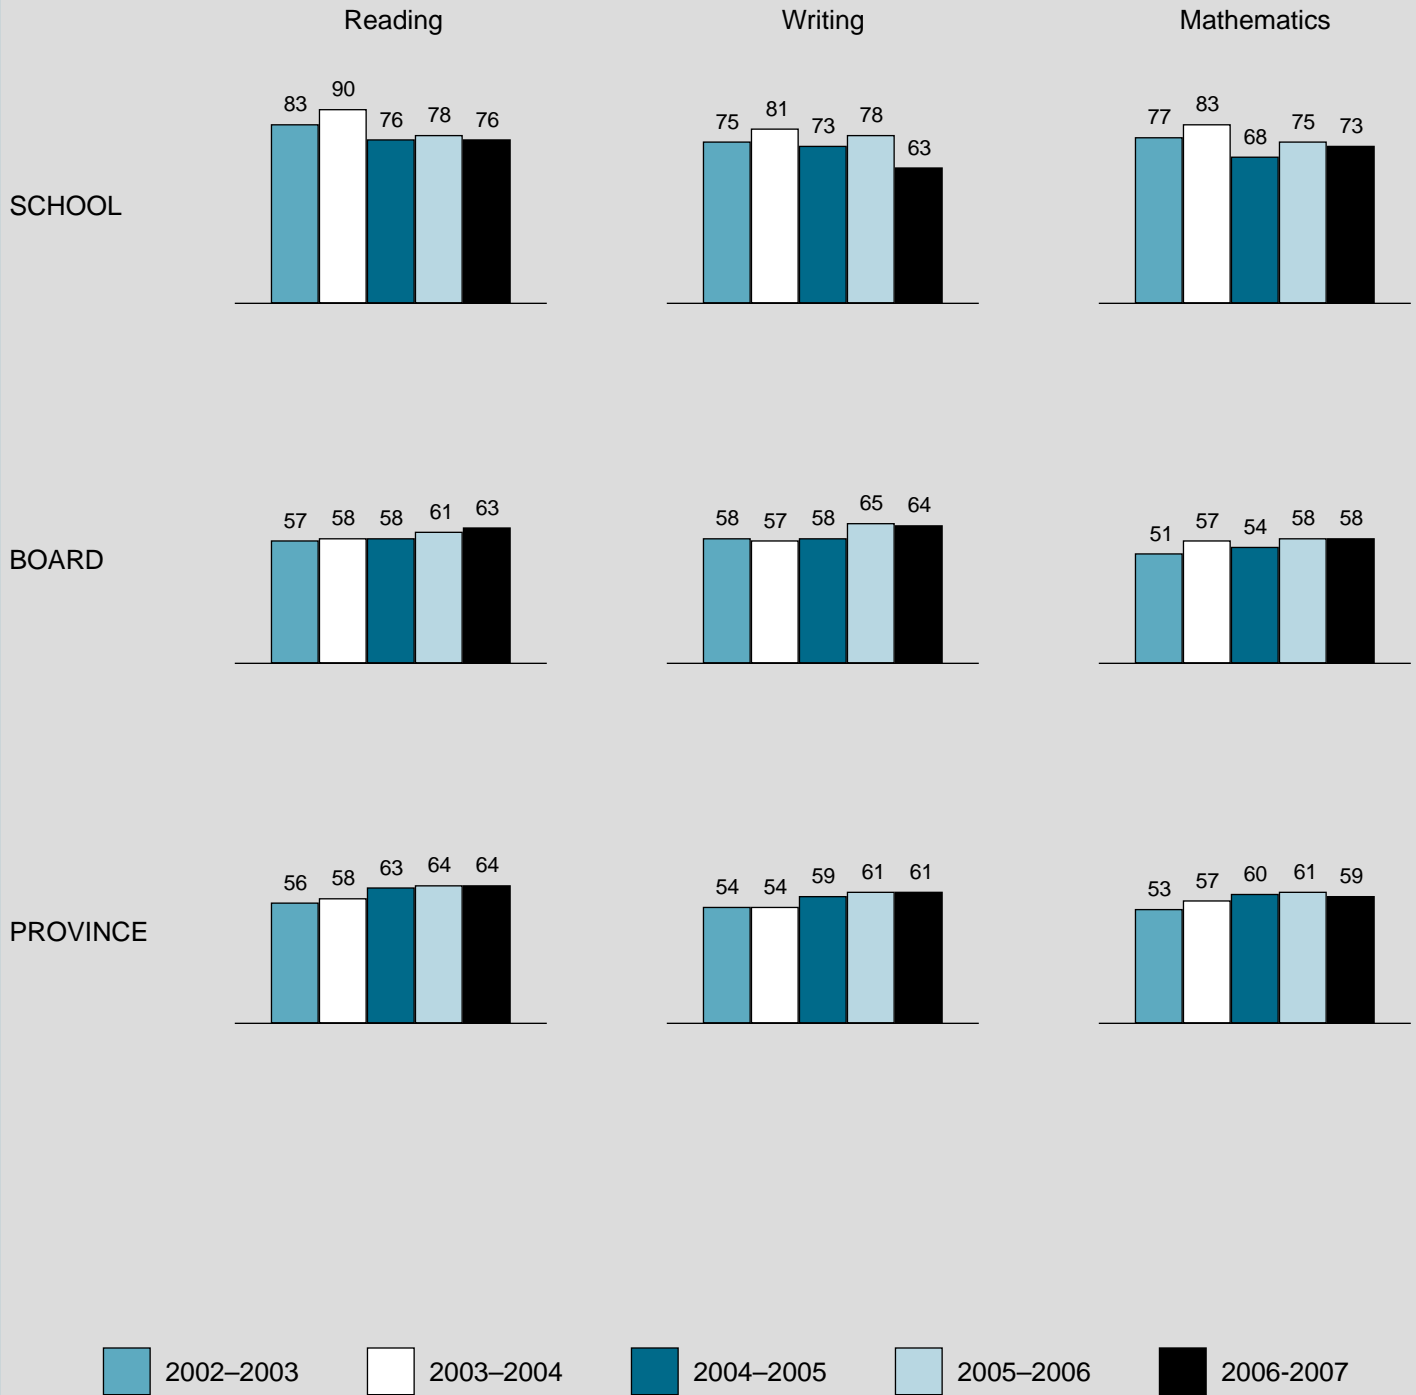 Reading Writing Mathematics
83 90 76 78 76 75 81 73 78 63 77 83 68 75 73
SCHOOL
57 58 58 61 63 58 57 58 65 64 51 57 54 58 58
BOARD
56 58 63 64 64 54 54 59 61 61 53 57 60 61 59
PROVINCE
2002–2003 2003–2004 2004–2005 2005–2006 2006-2007